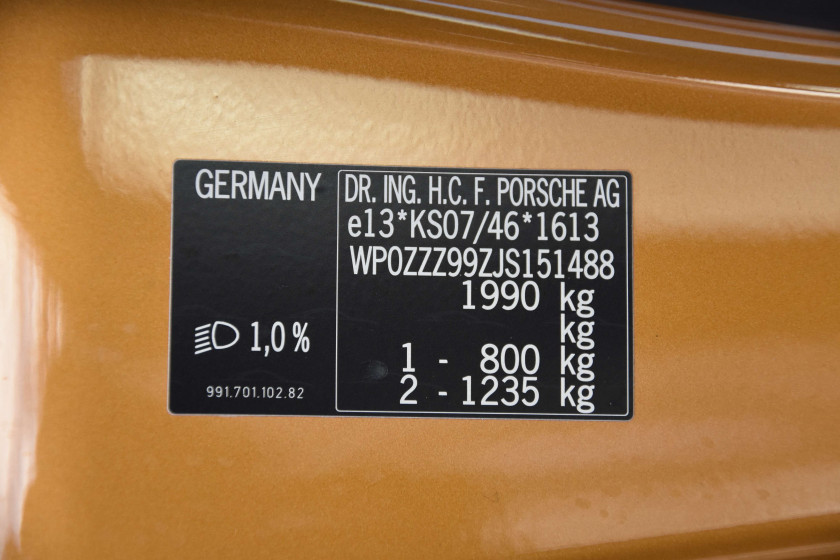 GERMANY
1,0 %
991.701.102.82
DR. ING. H.C. F. PORSCHE AG
e13*KS07/46*1613
WP0ZZZ99ZJS151488
1990 kg
kg
1 - 800 kg
2 - 1235 kg